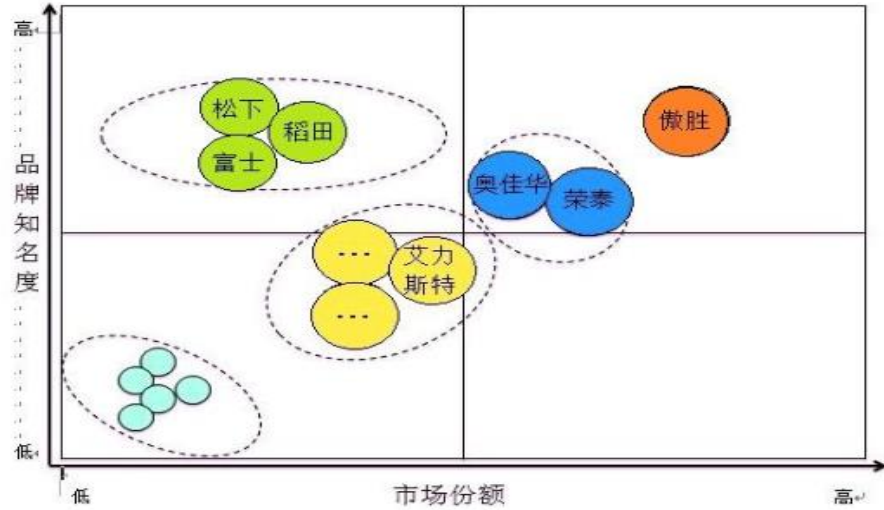 高
松下
稻田
富士
傲胜
奥佳华
荣泰
品牌知名度
...
艾力
斯特
...
低
低
市场份额
高